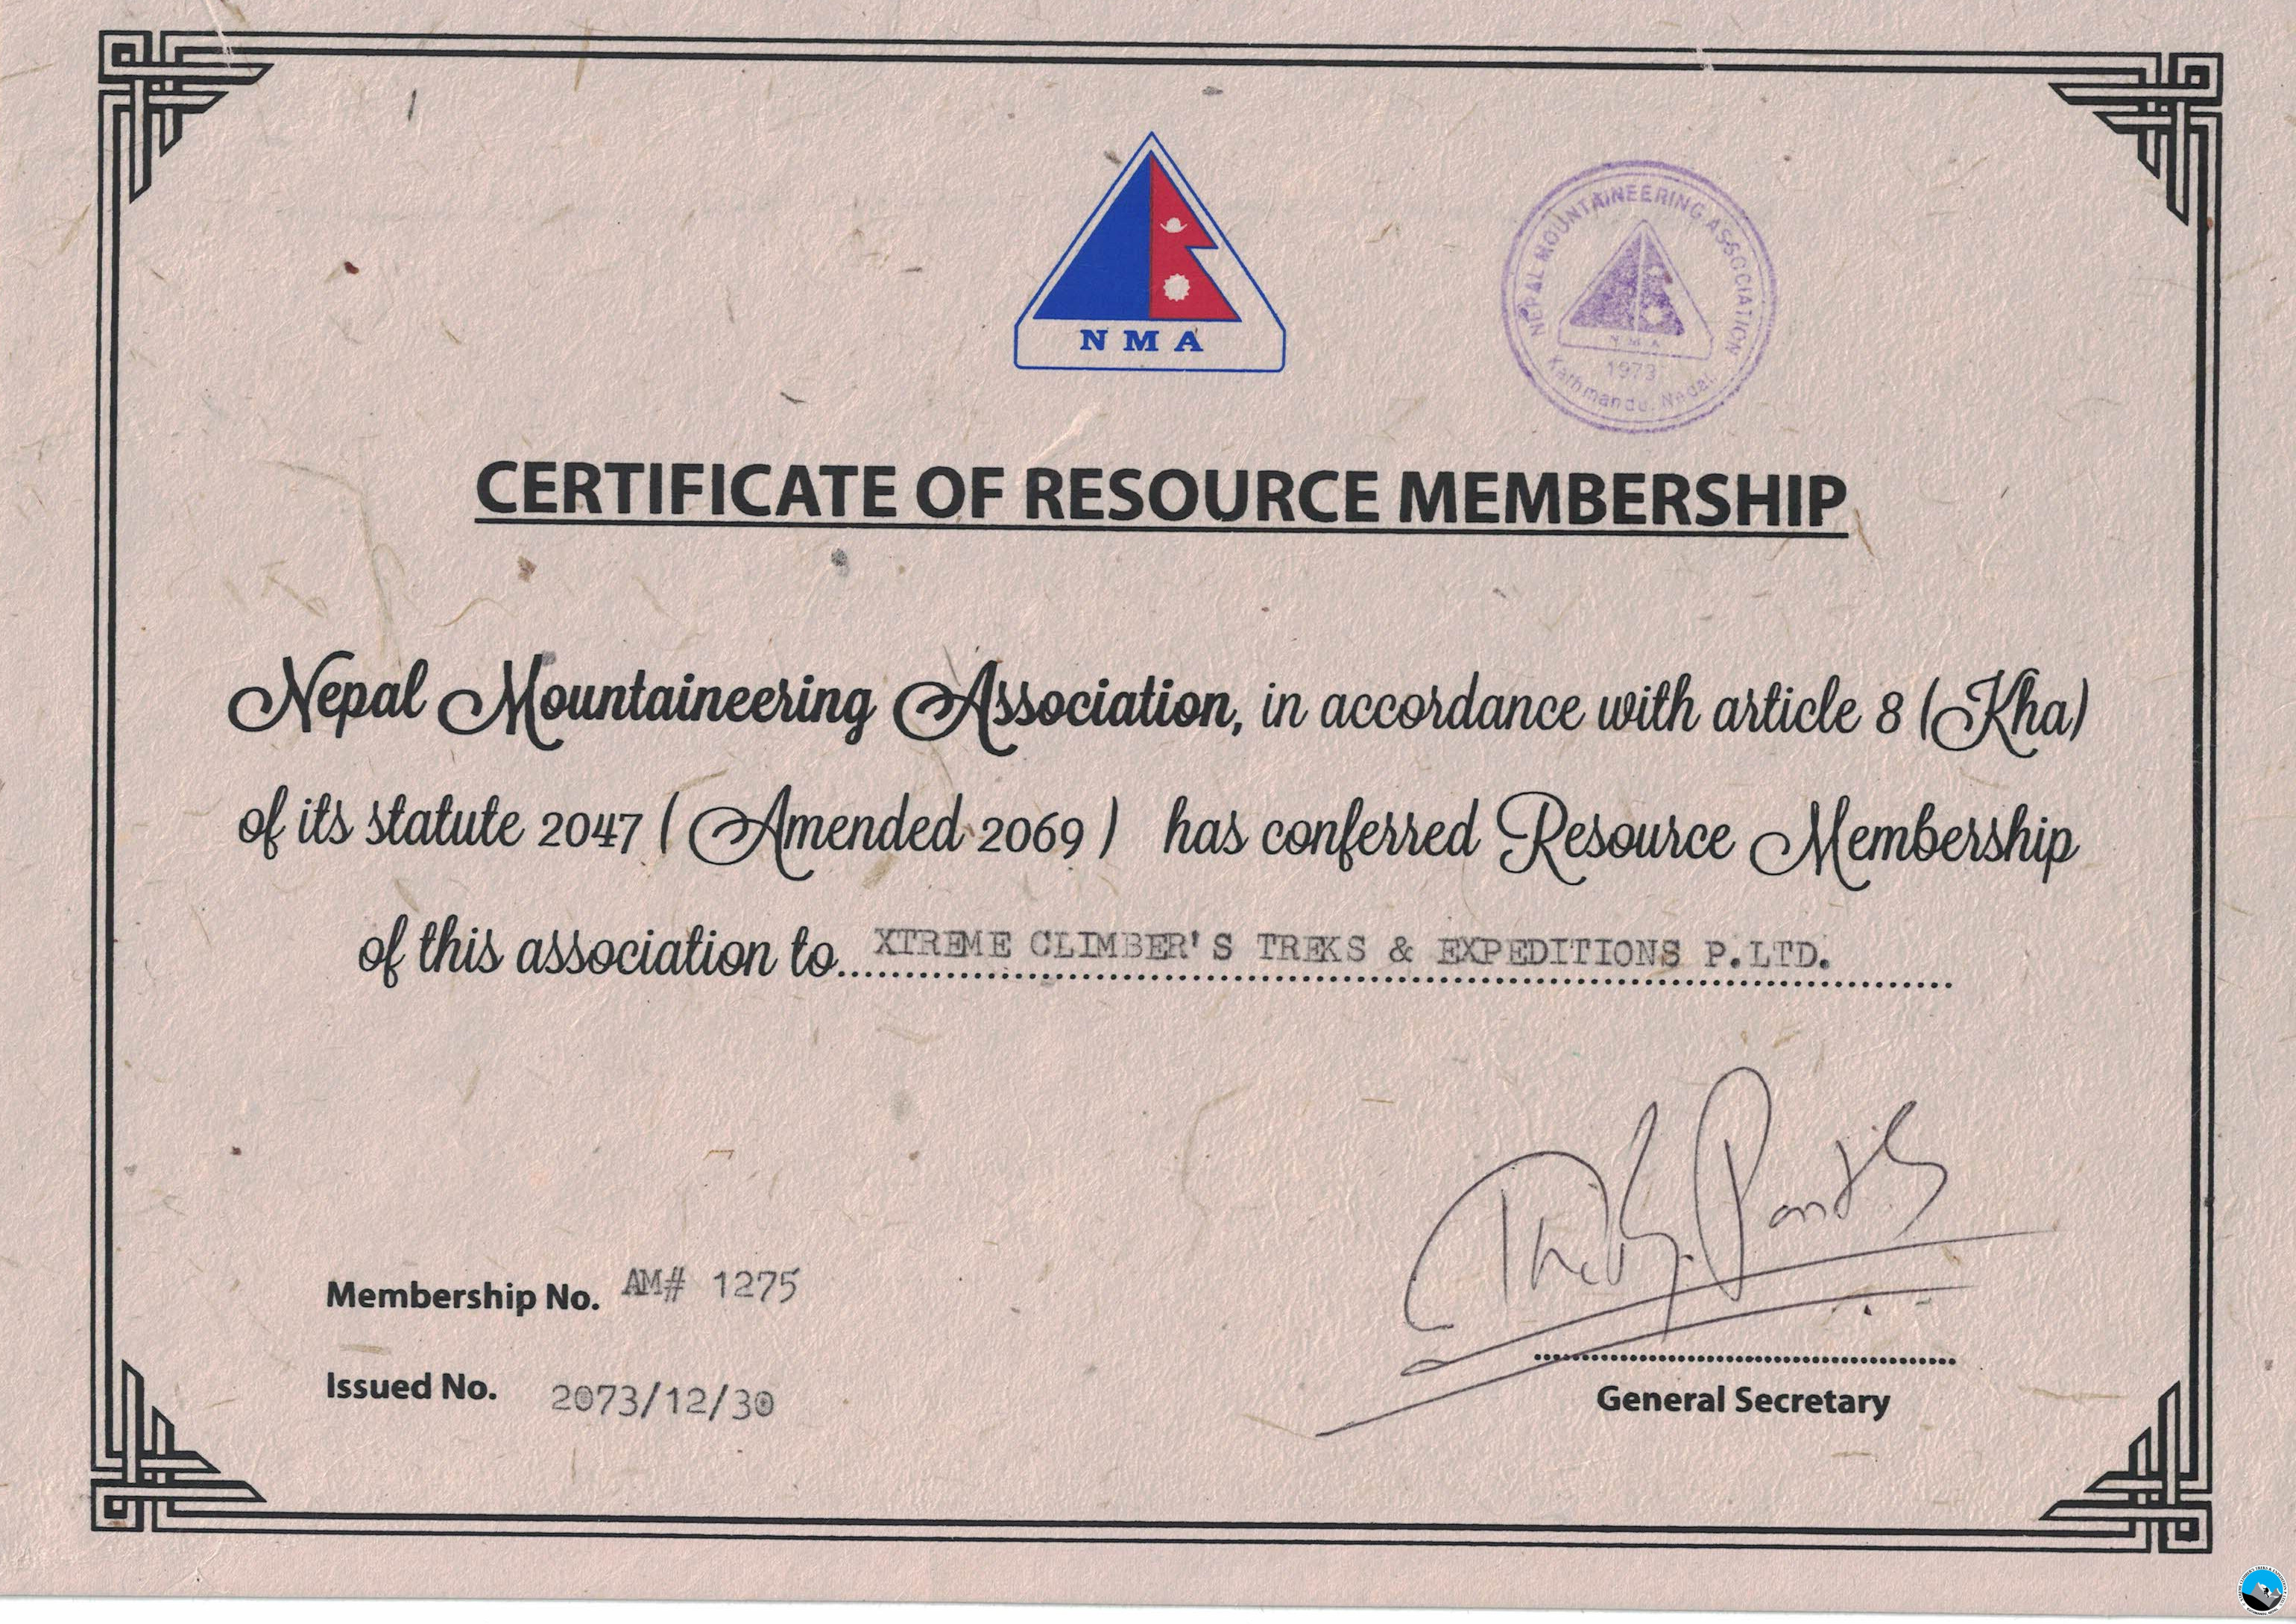 N M A
NEPAL MOUNTAINEERING ASSOCIATION
N M A
1973
Kathmandu, Nepal
CERTIFICATE OF RESOURCE MEMBERSHIP
Nepal Mountaineering Association, in accordance with article 8 (Kha)
of its statute 2047 ( Amended 2069 ) has conferred Resource Membership
of this association to XTREME CLIMBER'S TREKS & EXPEDITIONS P.LTD.
Membership No. AM# 1275
Issued No. 2073/12/30
General Secretary